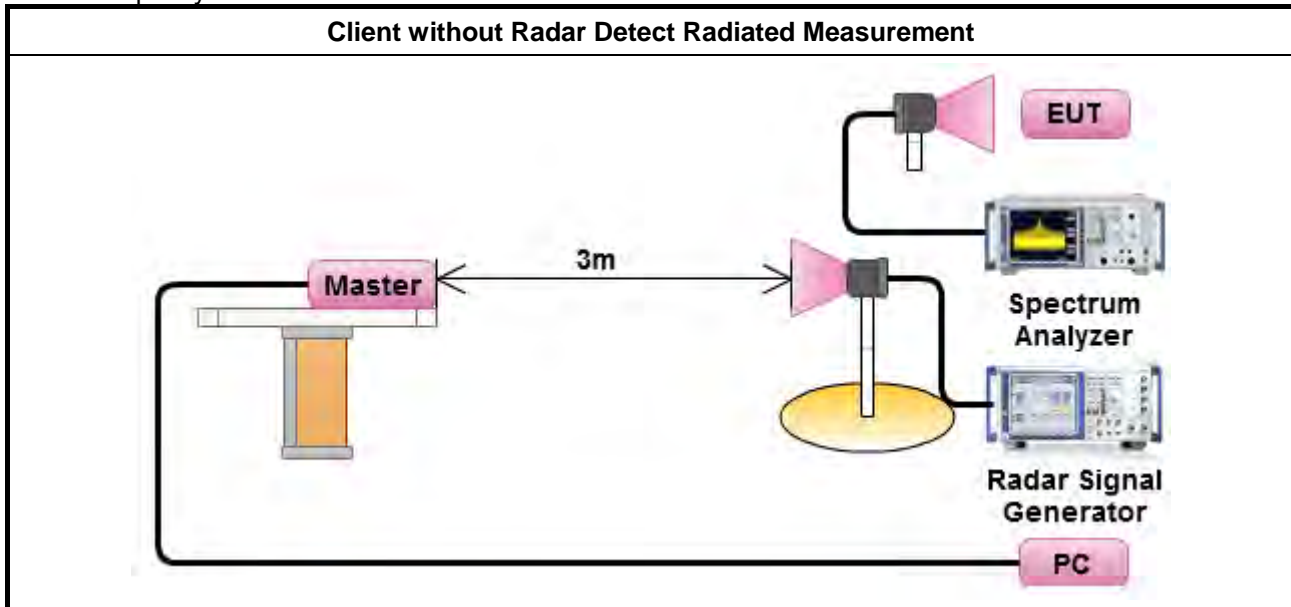 Client without Radar Detect Radiated Measurement
EUT
3m
Master
Spectrum
Analyzer
Radar Signal
Generator
PC